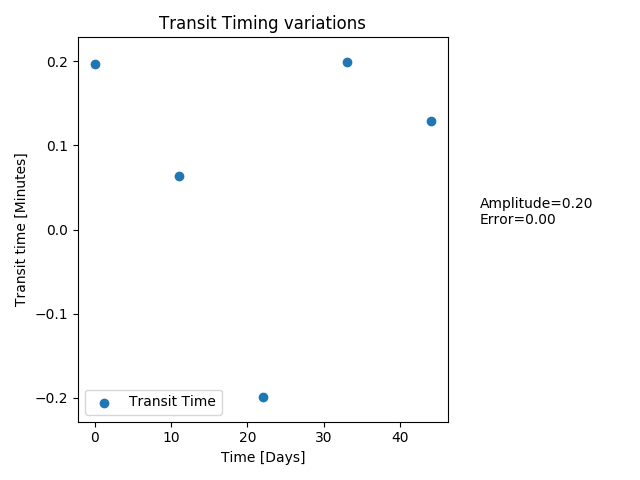 Transit Timing variations
Transit time [Minutes]
0.2
0.1
0.0
−0.1
−0.2
Amplitude=0.20
Error=0.00
Transit Time
0 10 20 30 40
Time [Days]